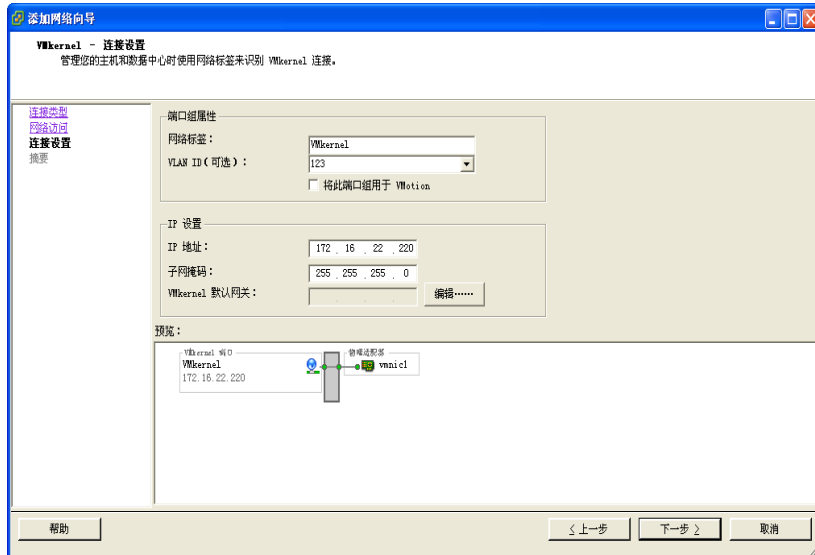 添加网络向导
VMkernel - 连接设置
管理您的主机和数据中心时使用网络标签来识别 VMkernel 连接。
连接类型
网络访问
连接设置
摘要
端口组属性
网络标签：
VMkernel
VLAN ID(可选)：
123
将此端口组用于 VMotion
IP 设置
IP 地址：
172 . 16 . 22 . 220
子网掩码：
255 . 255 . 255 . 0
VMkernel 默认网关：
编辑……
预览：
VMkernel 端口
VMkernel
172.16.22.220
物理适配器
vmnic1
帮助
< 上一步
下一步 >
取消